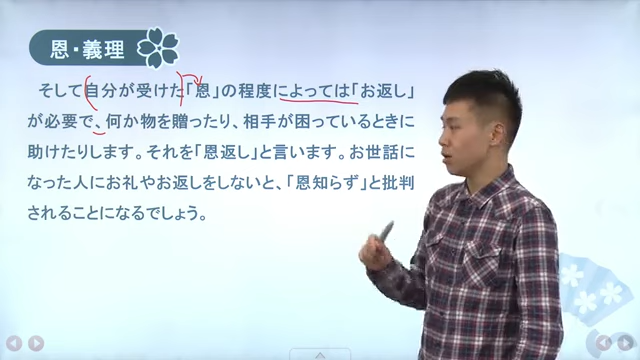 恩・義理
そして自分が受けた「恩」の程度によっては「お返し」
が必要で、何か物を贈ったり、相手が困っているときに
助けたりします。それを「恩返し」と言います。お世話に
なった人にお礼やお返しをしないと、「恩知らず」と批判
されることになるでしょう。